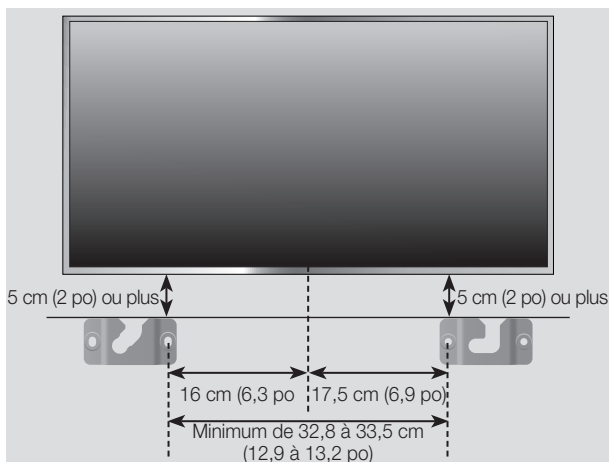 5 cm (2 po) ou plus
5 cm (2 po) ou plus
16 cm (6,3 po
17,5 cm (6,9 po)
Minimum de 32,8 à 33,5 cm
(12,9 à 13,2 po)